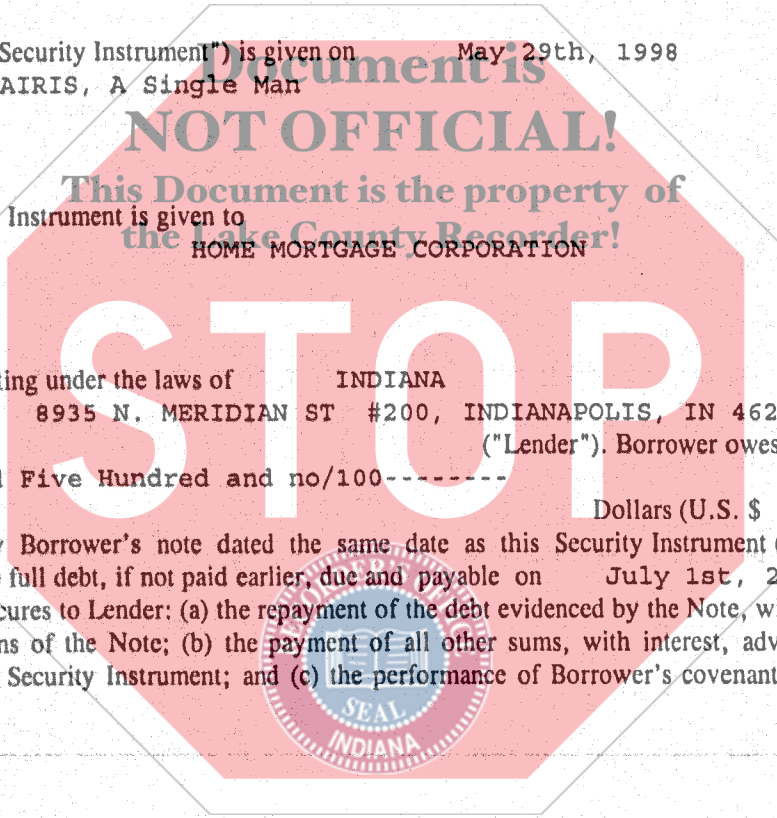 Security Instrument") is given on May 29th, 1998
AIRIS, A Single Man
Document is
NOT OFFICIAL!
This Document is the property of
the Lake County Recorder!
Instrument is given to
HOME MORTGAGE CORPORATION
STOP
ting under the laws of INDIANA
8935 N. MERIDIAN ST #200, INDIANAPOLIS, IN 462
("Lender"). Borrower owes
Five Hundred and no/100--------
Dollars (U.S. $
Borrower's note dated the same date as this Security Instrument (
full debt, if not paid earlier, due and payable on July 1st, 2
cures to Lender: (a) the repayment of the debt evidenced by the Note, w
ns of the Note; (b) the payment of all other sums, with interest, adv
Security Instrument; and (c) the performance of Borrower's covenant
SEAL
INDIANA